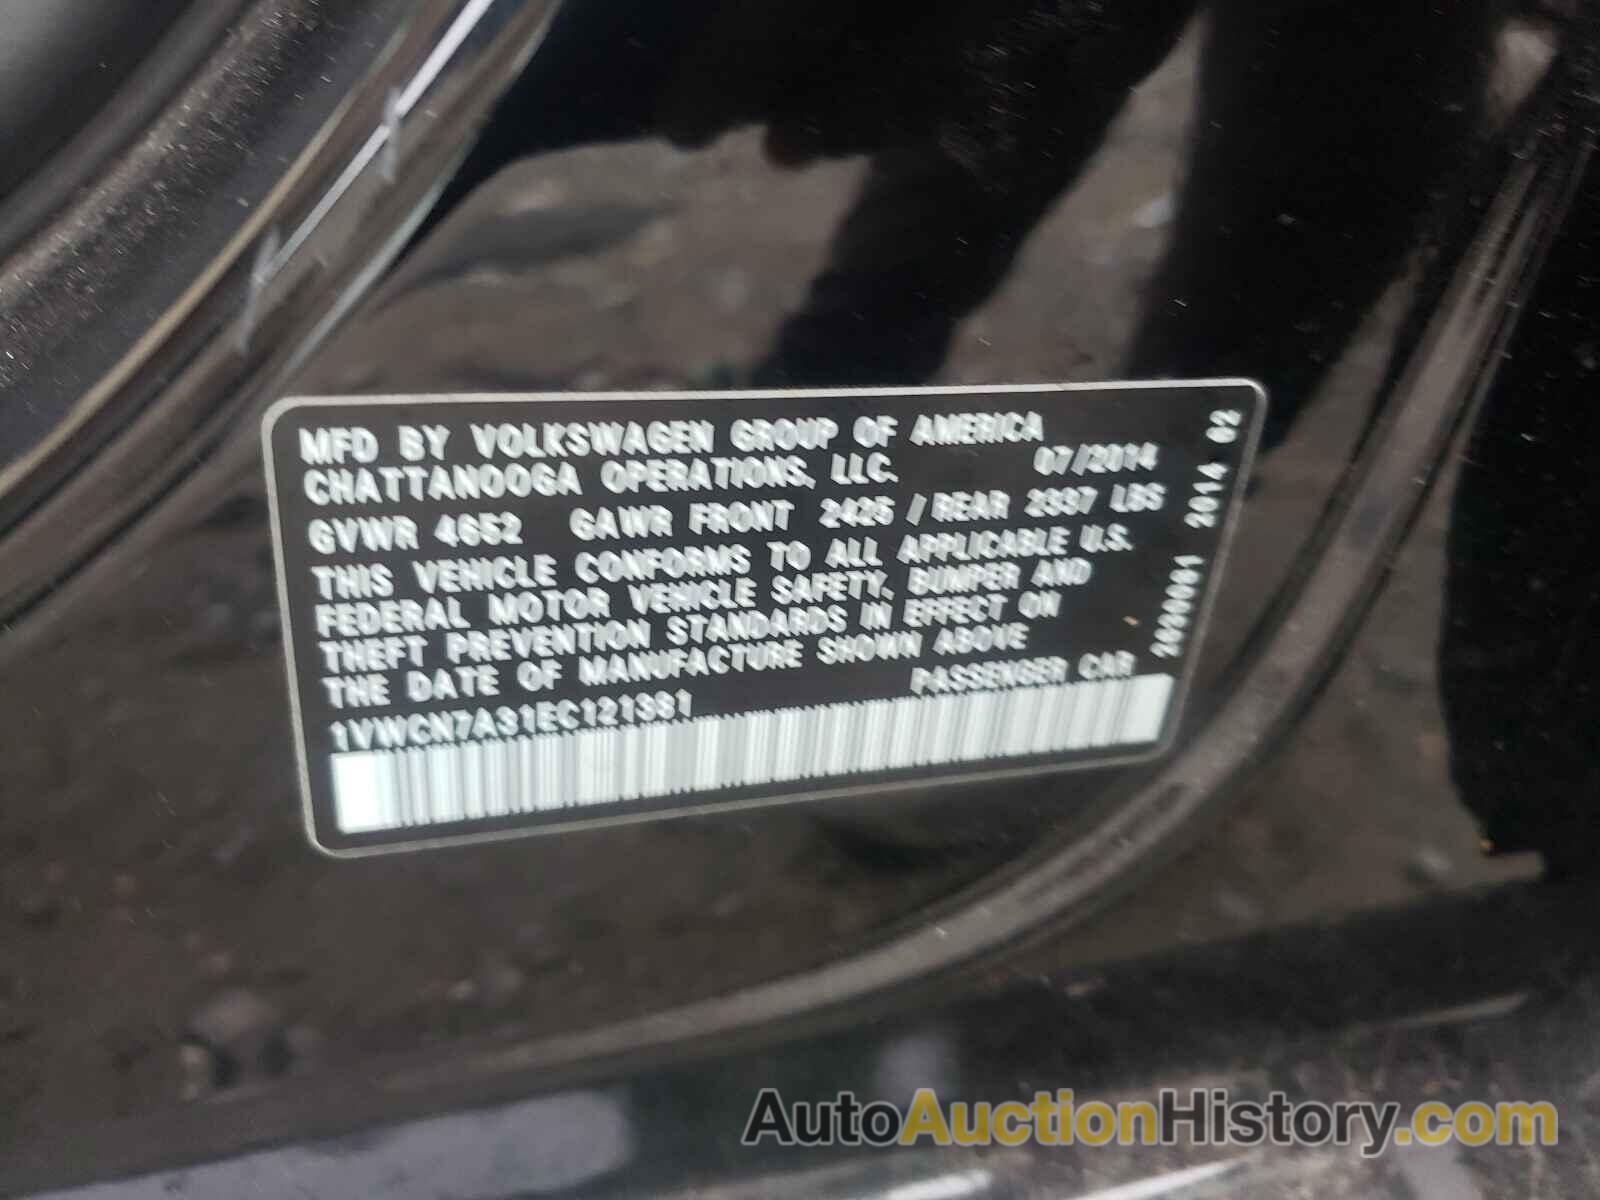 MFD BY VOLKSWAGEN GROUP OF AMERICA
CHATTANOOGA OPERATIONS, LLC. 07/2014
GVWR 4652 GAWR FRONT 2425 / REAR 2337 LBS
THIS VEHICLE CONFORMS TO ALL APPLICABLE U.S.
FEDERAL MOTOR VEHICLE SAFETY, BUMPER AND
THEFT PREVENTION STANDARDS IN EFFECT ON
THE DATE OF MANUFACTURE SHOWN ABOVE
1VWCN7A31EC121381 PASSENGER CAR
2014 02
AutoAuctionHistory.com